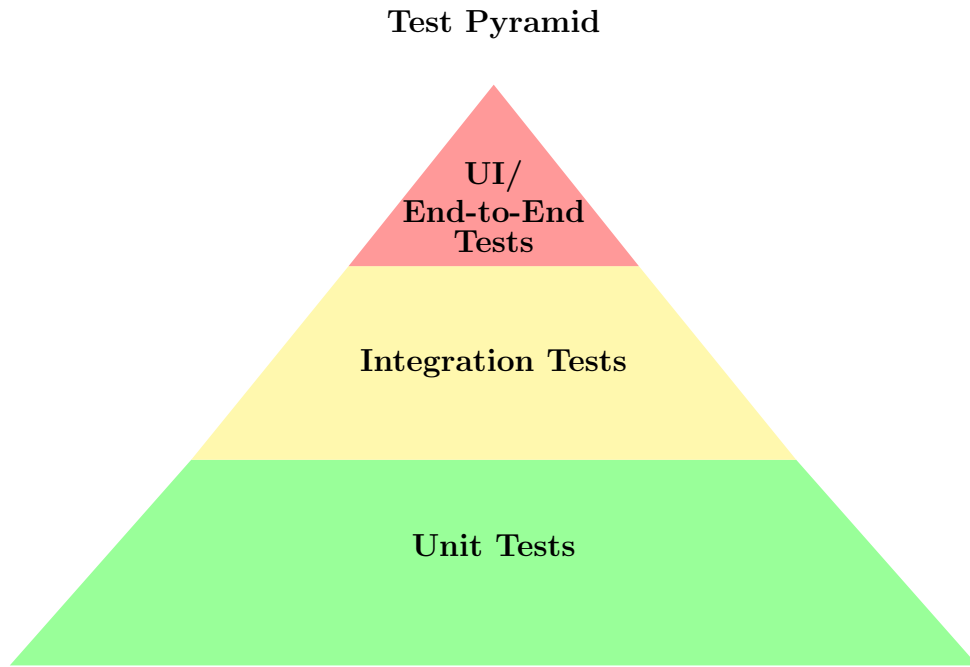 Test Pyramid
UI/
End-to-End
Tests
Integration Tests
Unit Tests